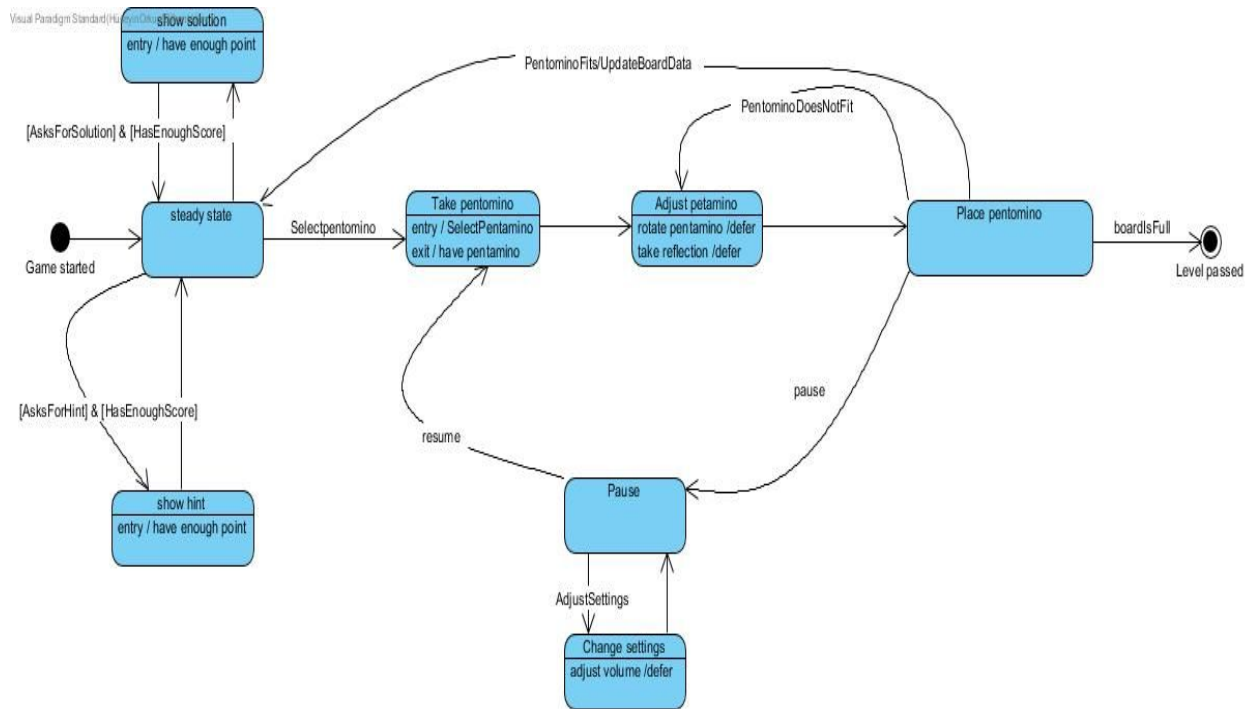 Visual Paradigm Standard(Hüseyin Orkun
show solution
entry / have enough point
PentominoFits/UpdateBoardData
PentominoDoesNotFit
[AsksForSolution] & [HasEnoughScore]
steady state
Take pentomino
entry / SelectPentamino
exit / have pentamino
Adjust petamino
rotate pentamino /defer
take reflection /defer
Place pentomino
Selectpentomino
boardIsFull
Game started
Level passed
[AsksForHint] & [HasEnoughScore]
pause
resume
show hint
entry / have enough point
Pause
AdjustSettings
Change settings
adjust volume /defer